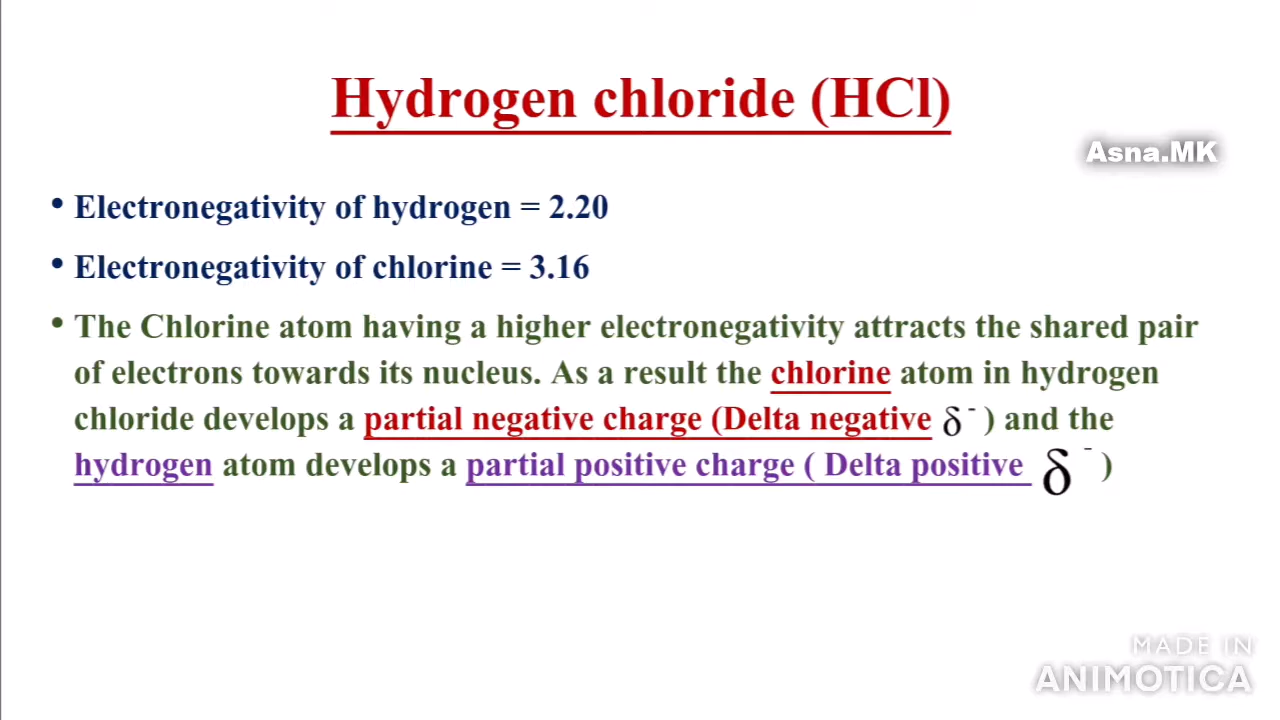 Hydrogen chloride (HCl)
Asna.MK
• Electronegativity of hydrogen = 2.20
• Electronegativity of chlorine = 3.16
• The Chlorine atom having a higher electronegativity attracts the shared pair
of electrons towards its nucleus. As a result the chlorine atom in hydrogen
chloride develops a partial negative charge (Delta negative δ⁻ ) and the
hydrogen atom develops a partial positive charge ( Delta positive δ⁻ )
MADE IN
ANIMOTICA